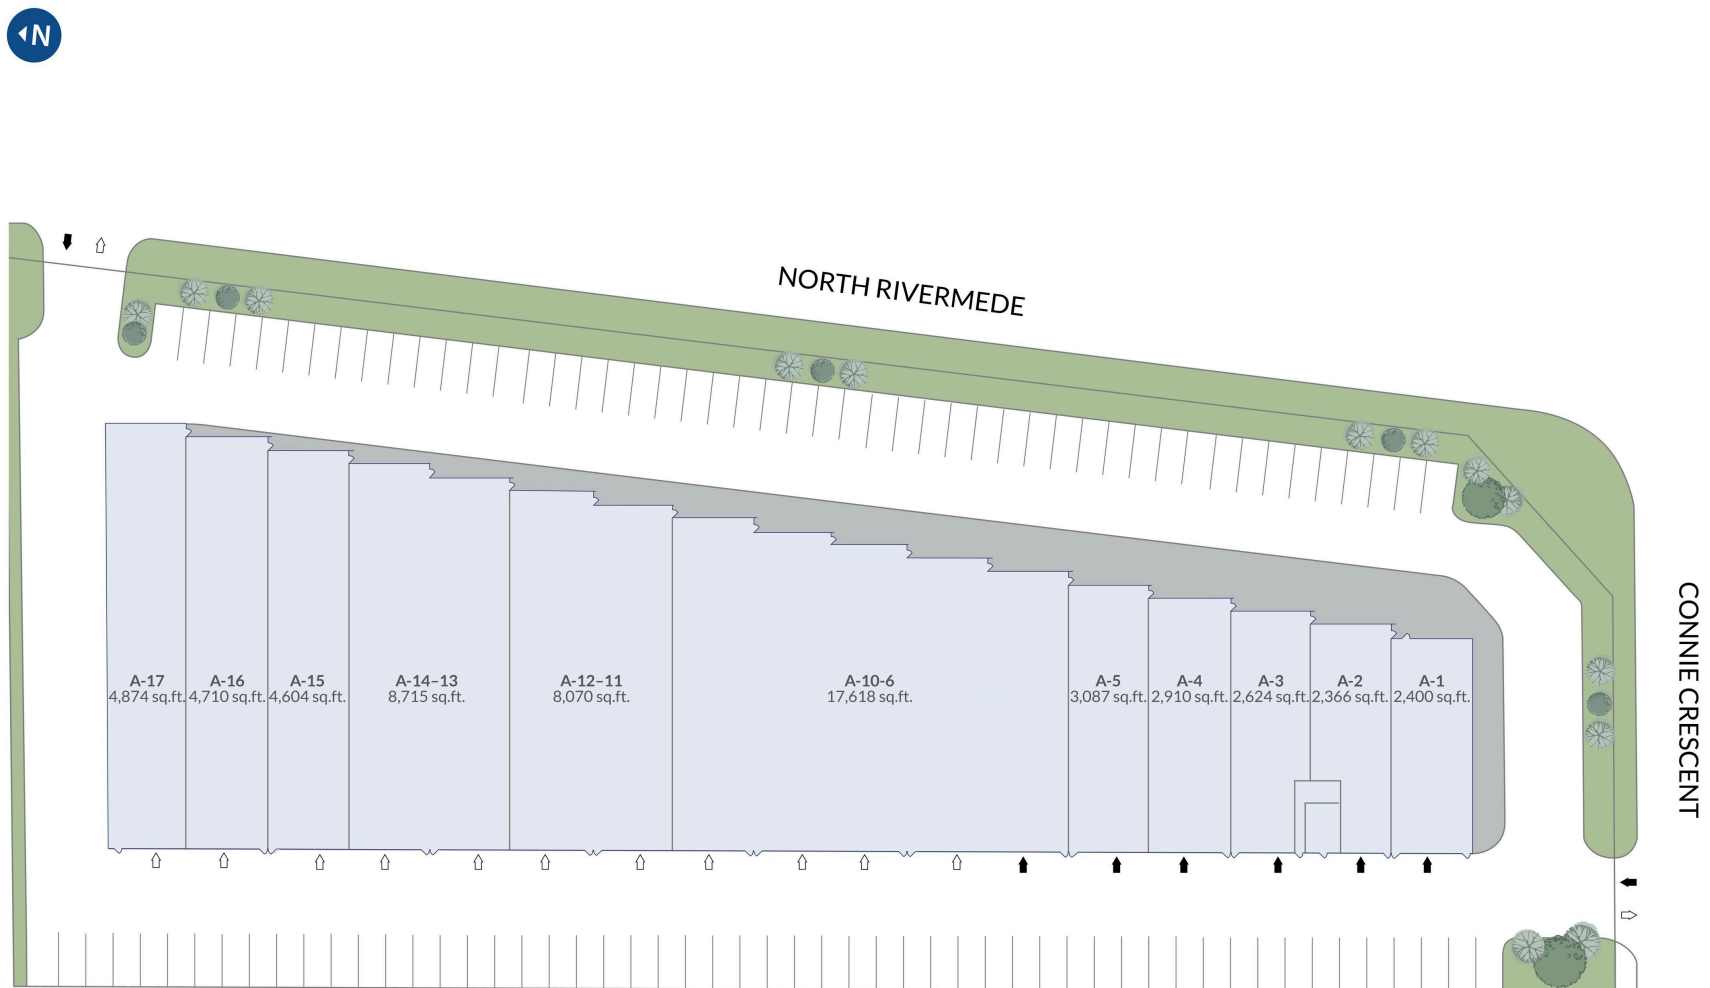 N
NORTH RIVERMEDE
CONNIE CRESCENT
A-17
4,874 sq.ft.
A-16
4,710 sq.ft.
A-15
4,604 sq.ft.
A-14–13
8,715 sq.ft.
A-12–11
8,070 sq.ft.
A-10-6
17,618 sq.ft.
A-5
3,087 sq.ft.
A-4
2,910 sq.ft.
A-3
2,624 sq.ft.
A-2
2,366 sq.ft.
A-1
2,400 sq.ft.